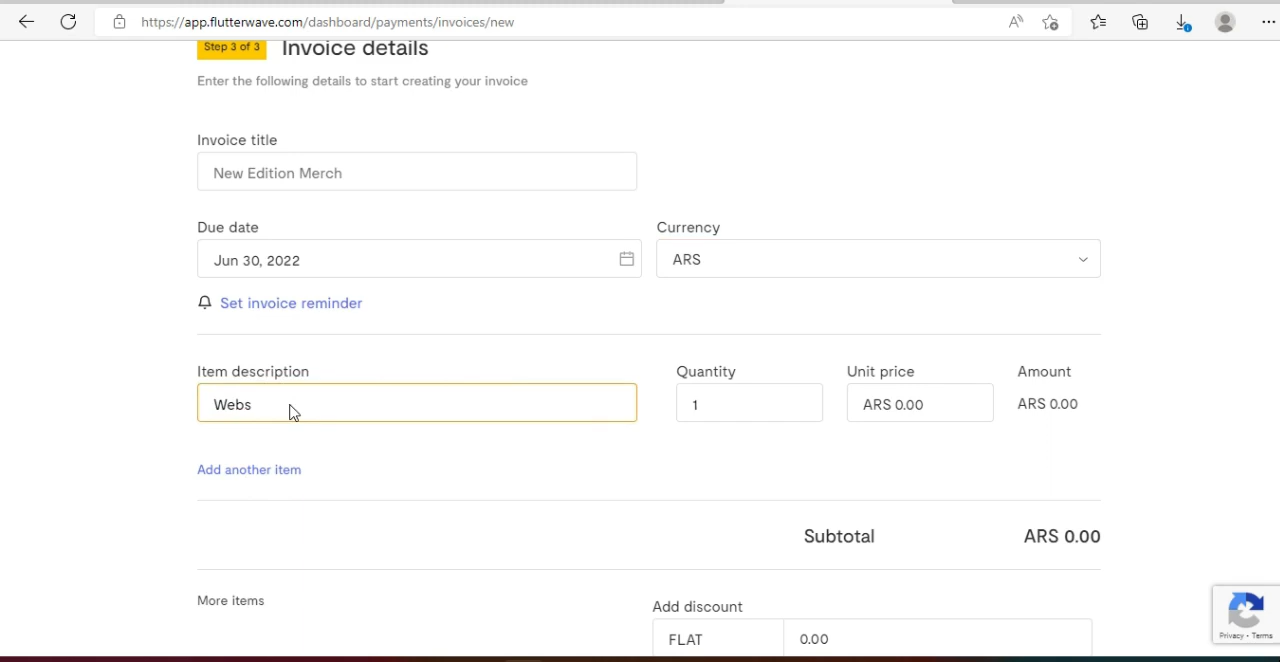 https://app.flutterwave.com/dashboard/payments/invoices/new
Step 3 of 3 Invoice details
Enter the following details to start creating your invoice
Invoice title
New Edition Merch
Due date Currency
Jun 30, 2022 ARS
Set invoice reminder
Item description Quantity Unit price Amount
Webs 1 ARS 0.00 ARS 0.00
Add another item
Subtotal ARS 0.00
More items
Add discount
FLAT 0.00
Privacy - Terms